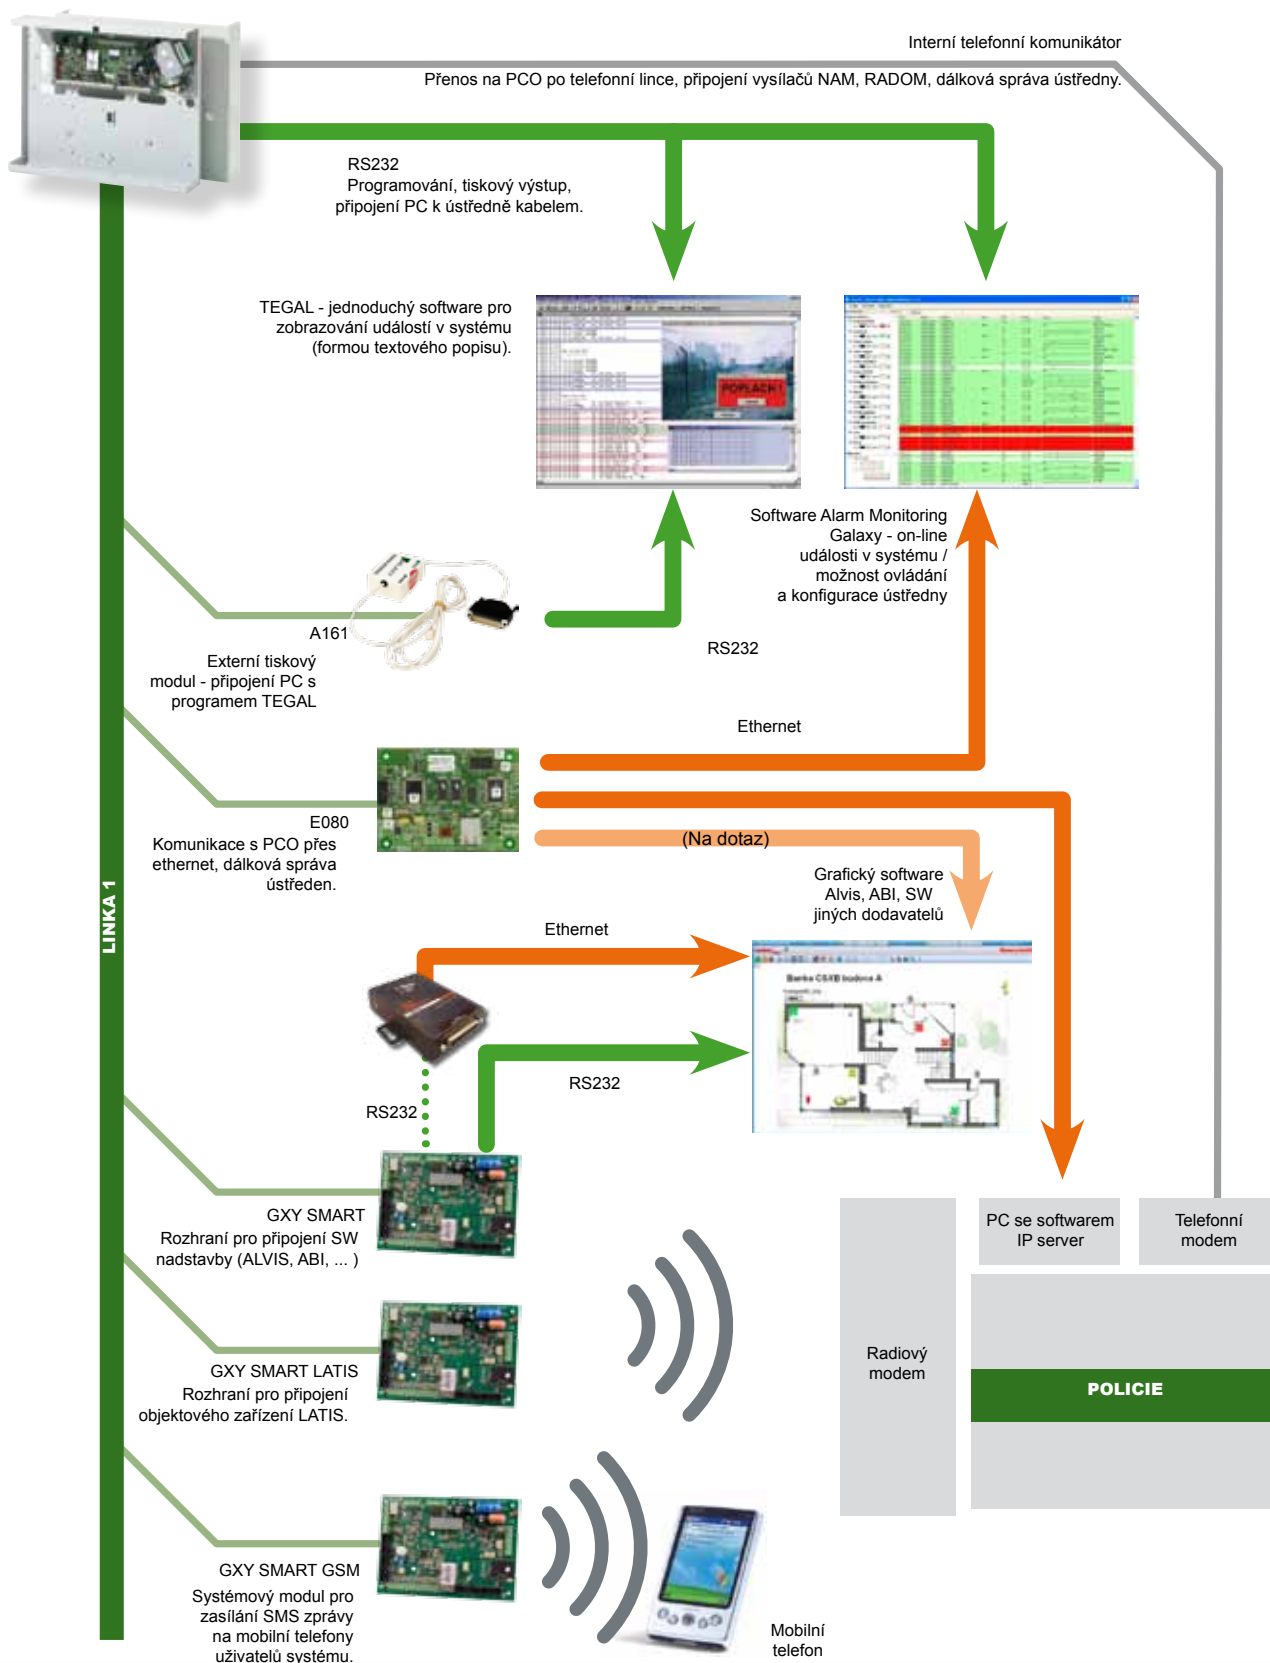 Interní telefonní komunikátor
Přenos na PCO po telefonní lince, připojení vysílačů NAM, RADOM, dálková správa ústředny.
RS232
Programování, tiskový výstup,
připojení PC k ústředně kabelem.
TEGAL - jednoduchý software pro
zobrazování událostí v systému
(formou textového popisu).
POPLACH !
Software Alarm Monitoring
Galaxy - on-line
události v systému /
možnost ovládání
a konfigurace ústředny
A161
Externí tiskový
modul - připojení PC s
programem TEGAL
RS232
Ethernet
E080
Komunikace s PCO přes
ethernet, dálková správa
ústředen.
(Na dotaz)
Grafický software
Alvis, ABI, SW
jiných dodavatelů
LINKA 1
Ethernet
Banka CSXB budova A
RS232
RS232
GXY SMART
Rozhraní pro připojení SW
nadstavby (ALVIS, ABI, ... )
PC se softwarem
IP server
Telefonní
modem
GXY SMART LATIS
Rozhraní pro připojení
objektového zařízení LATIS.
Radiový
modem
POLICIE
GXY SMART GSM
Systémový modul pro
zasílání SMS zprávy
na mobilní telefony
uživatelů systému.
Mobilní
telefon